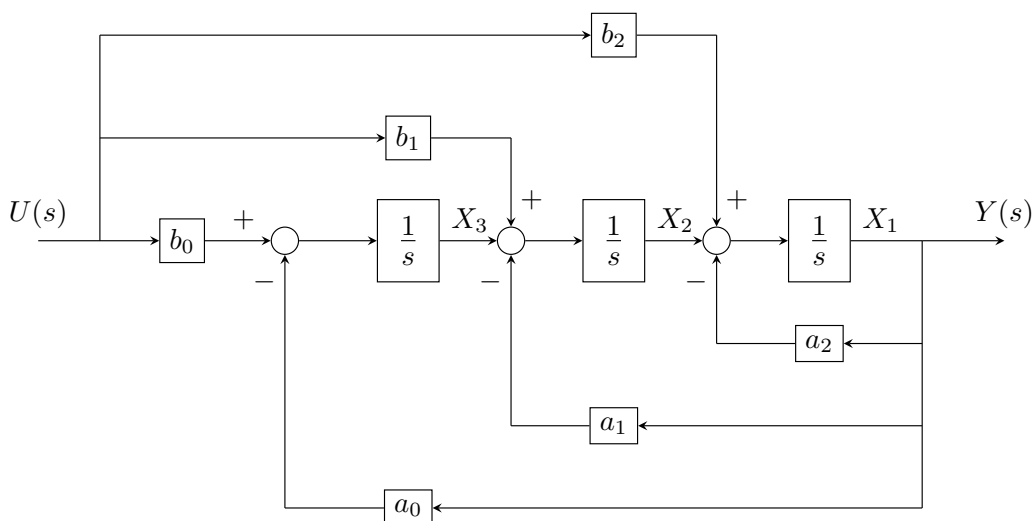 b₂
b₁
+ +
U(s) + X₃ X₂ X₁ Y(s)
b₀ 1/s 1/s 1/s
− − −
a₂
a₁
a₀